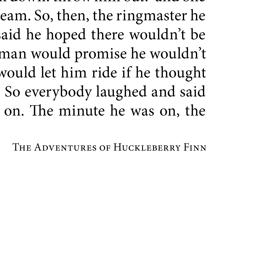 eam. So, then, the ringmaster he
said he hoped there wouldn't be
man would promise he wouldn't
would let him ride if he thought
So everybody laughed and said
on. The minute he was on, the
The Adventures of Huckleberry Finn